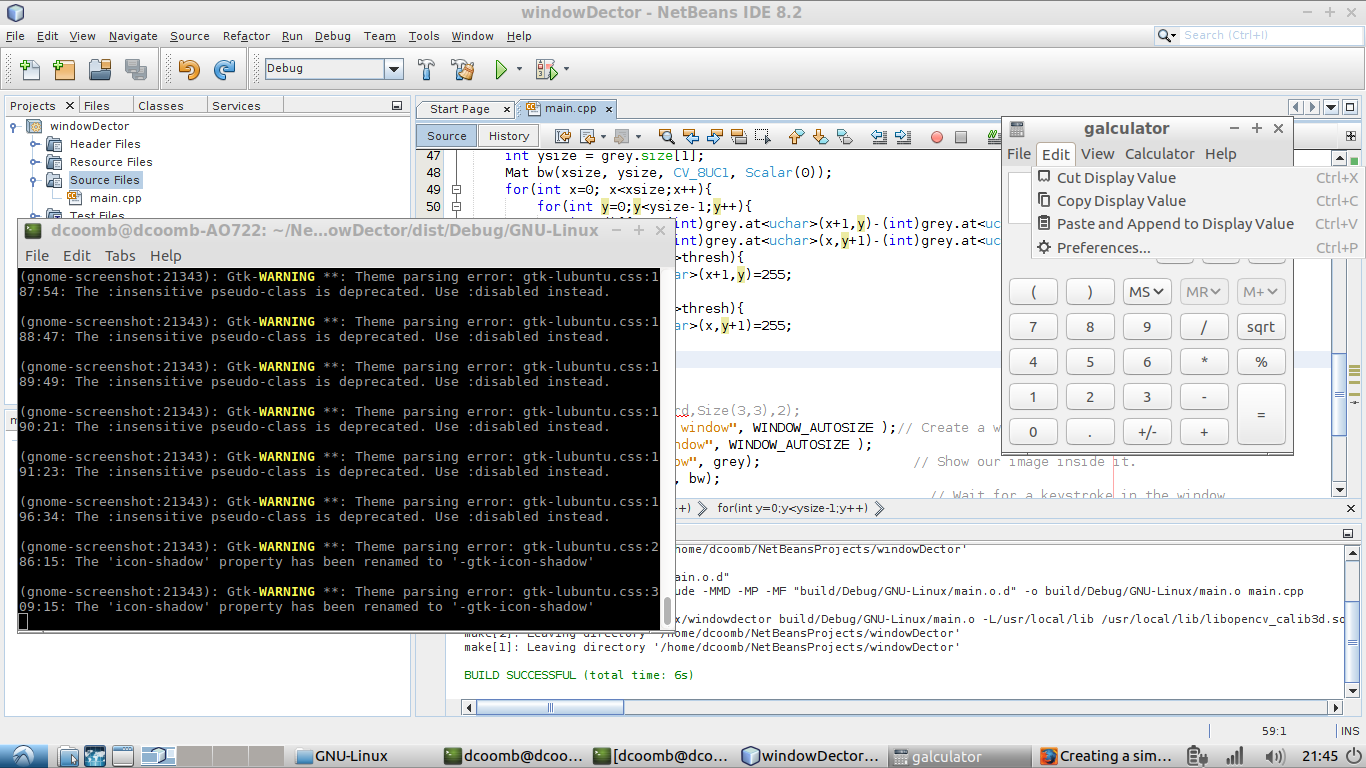 windowDector - NetBeans IDE 8.2
File Edit View Navigate Source Refactor Run Debug Team Tools Window Help
Search (Ctrl+I)
Debug
Projects Files Classes Services
windowDector
Header Files
Resource Files
Source Files
main.cpp
Test Files
Start Page main.cpp
Source History
47 int ysize = grey.size[1];
48 Mat bw(xsize, ysize, CV_8UC1, Scalar(0));
49 for(int x=0; x<xsize;x++){
50 for(int y=0;y<ysize-1;y++){
(int)grey.at<uchar>(x+1,y)-(int)grey.at<uc
int)grey.at<uchar>(x,y+1)-(int)grey.at<uc
>thresh){
ar>(x+1,y)=255;
>thresh){
ar>(x,y+1)=255;
rd,Size(3,3),2);
window", WINDOW_AUTOSIZE );// Create a w
ndow", WINDOW_AUTOSIZE );
ow", grey); // Show our image inside it.
, bw);
// Wait for a keystroke in the window
++) for(int y=0;y<ysize-1;y++)
dcoomb@dcoomb-AO722: ~/Ne...owDector/dist/Debug/GNU-Linux
File Edit Tabs Help
(gnome-screenshot:21343): Gtk-WARNING **: Theme parsing error: gtk-lubuntu.css:1
87:54: The :insensitive pseudo-class is deprecated. Use :disabled instead.
(gnome-screenshot:21343): Gtk-WARNING **: Theme parsing error: gtk-lubuntu.css:1
88:47: The :insensitive pseudo-class is deprecated. Use :disabled instead.
(gnome-screenshot:21343): Gtk-WARNING **: Theme parsing error: gtk-lubuntu.css:1
89:49: The :insensitive pseudo-class is deprecated. Use :disabled instead.
(gnome-screenshot:21343): Gtk-WARNING **: Theme parsing error: gtk-lubuntu.css:1
90:21: The :insensitive pseudo-class is deprecated. Use :disabled instead.
(gnome-screenshot:21343): Gtk-WARNING **: Theme parsing error: gtk-lubuntu.css:1
91:23: The :insensitive pseudo-class is deprecated. Use :disabled instead.
(gnome-screenshot:21343): Gtk-WARNING **: Theme parsing error: gtk-lubuntu.css:1
96:34: The :insensitive pseudo-class is deprecated. Use :disabled instead.
(gnome-screenshot:21343): Gtk-WARNING **: Theme parsing error: gtk-lubuntu.css:2
86:15: The 'icon-shadow' property has been renamed to '-gtk-icon-shadow'
(gnome-screenshot:21343): Gtk-WARNING **: Theme parsing error: gtk-lubuntu.css:3
09:15: The 'icon-shadow' property has been renamed to '-gtk-icon-shadow'
galculator
File Edit View Calculator Help
Cut Display Value Ctrl+X
Copy Display Value Ctrl+C
Paste and Append to Display Value Ctrl+V
Preferences... Ctrl+P
( ) MS MR M+
7 8 9 / sqrt
4 5 6 * %
1 2 3 - =
0 . +/- +
home/dcoomb/NetBeansProjects/windowDector'
ain.o.d"
ude -MMD -MP -MF "build/Debug/GNU-Linux/main.o.d" -o build/Debug/GNU-Linux/main.o main.cpp
x/windowdector build/Debug/GNU-Linux/main.o -L/usr/local/lib /usr/local/lib/libopencv_calib3d.so
make[2]: Leaving directory '/home/dcoomb/NetBeansProjects/windowDector'
make[1]: Leaving directory '/home/dcoomb/NetBeansProjects/windowDector'
BUILD SUCCESSFUL (total time: 6s)
59:1 INS
GNU-Linux dcoomb@dcoo... [dcoomb@dco... windowDector... galculator Creating a sim... 21:45